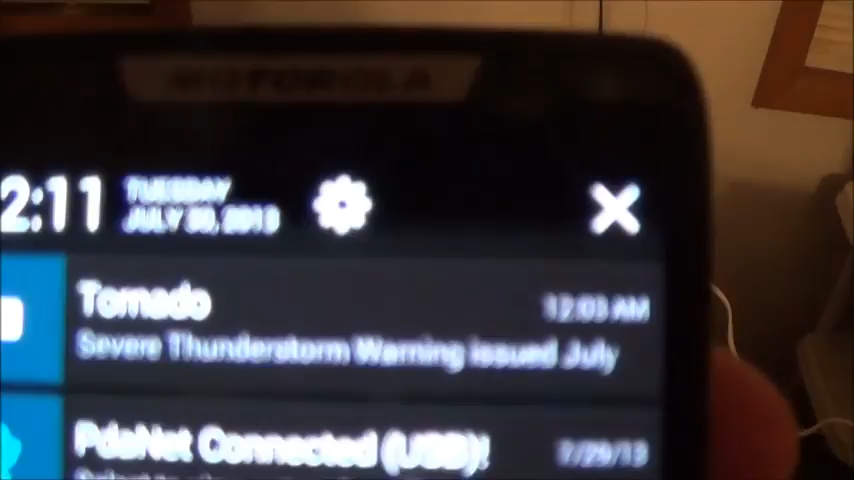 MOTOROLA
2:11
TUESDAY
JULY 30, 2013
Tornado
12:03 AM
Severe Thunderstorm Warning issued July
PdaNet Connected (USB)!
7/29/13